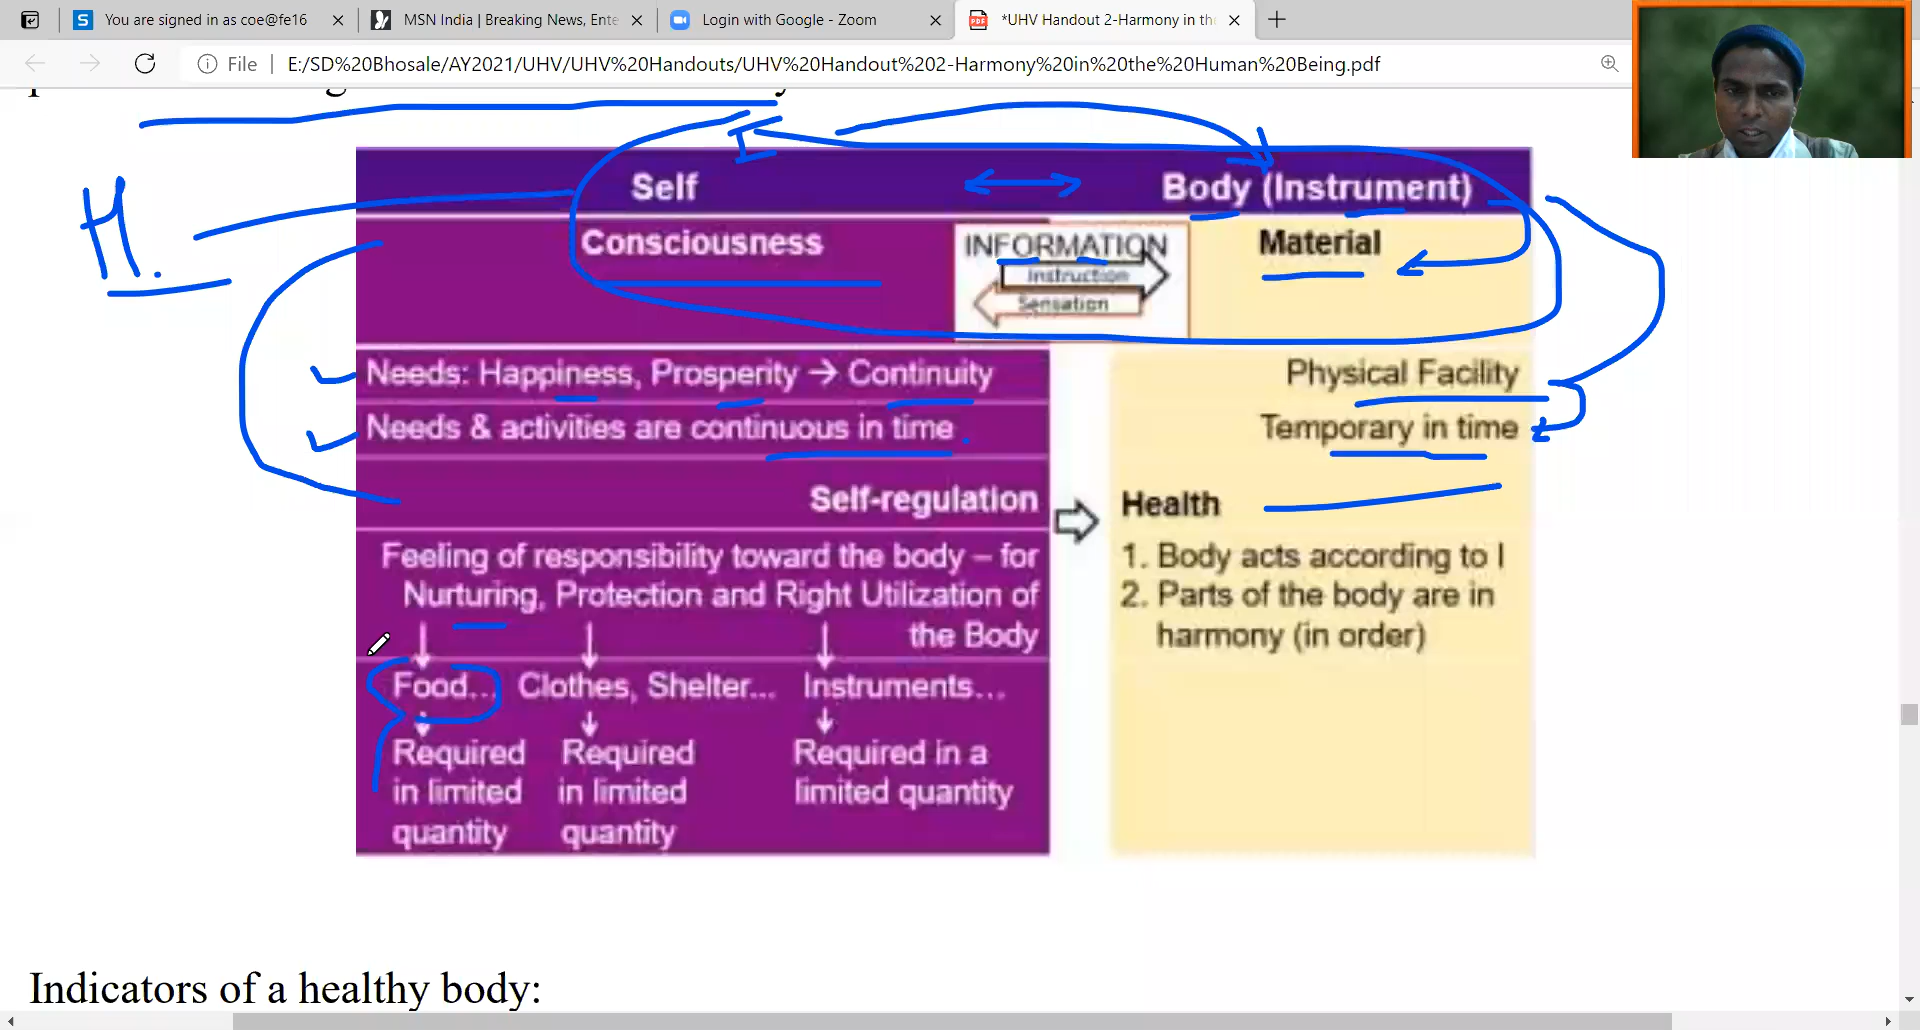 You are signed in as coe@fe16
MSN India | Breaking News, Ente
Login with Google - Zoom
*UHV Handout 2-Harmony in th
File
E:/SD%20Bhosale/AY2021/UHV/UHV%20Handouts/UHV%20Handout%202-Harmony%20in%20the%20Human%20Being.pdf
I
H.
Self
Body (Instrument)
Consciousness
INFORMATION
Instruction
Sensation
Material
Needs: Happiness, Prosperity → Continuity
Physical Facility
Needs & activities are continuous in time
Temporary in time
Self-regulation
Health
Feeling of responsibility toward the body – for
Nurturing, Protection and Right Utilization of
the Body
1. Body acts according to I
2. Parts of the body are in
harmony (in order)
Food...
Clothes, Shelter...
Instruments...
Required
in limited
quantity
Required
in limited
quantity
Required in a
limited quantity
Indicators of a healthy body: